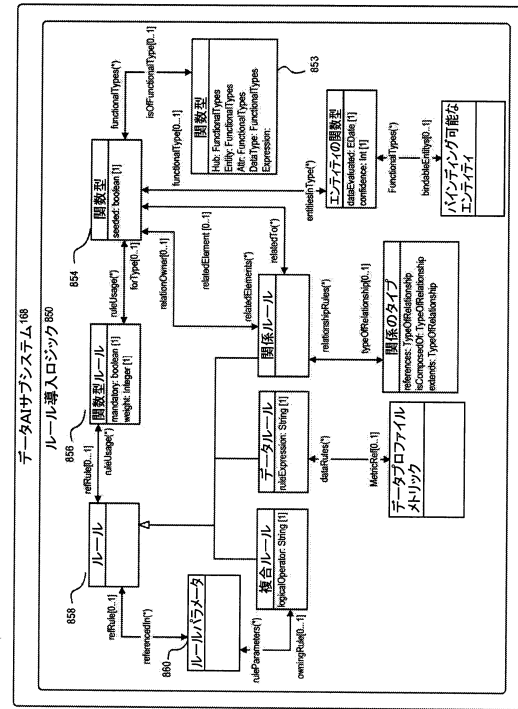 データAIサブシステム 168
ルール導入ロジック 850
858
ルール
refRule[0..1]
ruleUsage(*)
856
関数型ルール
mandatory: boolean [1]
weight: Integer [1]
ruleUsage(*)
forType[0..1]
854
関数型
seeded: boolean [1]
functionalTypes(*)
isOfFunctionalType[0..1]
functionalType[0..1]
関数型
Hub: FunctionalTypes
Entity: FunctionalTypes
Attr: FunctionalTypes
DataType: FunctionalTypes
Expression:
853
refRule[0..1]
referencedIn(*)
860
ルールパラメータ
ruleParameters(*)
owningRule[0...1]
複合ルール
logicalOperator: String [1]
データルール
ruleExpression: String [1]
dataRules(*)
MetricRef[0..1]
データプロファイル
メトリック
relationOwner[0..1]
relatedElement [0..1]
relatedElements(*)
relatedTo(*)
関係ルール
relationshipRules(*)
typeOfRelationship[0..1]
関係のタイプ
references: TypeOfRelationship
isComposedOf: TypeOfRelationship
extends: TypeOfRelationship
entitiesInType(*)
エンティティの関数型
dataEvaluated: EDate [1]
confidence: Int [1]
FunctionalTypes(*)
bindableEntitys[0..1]
バインディング可能な
エンティティ